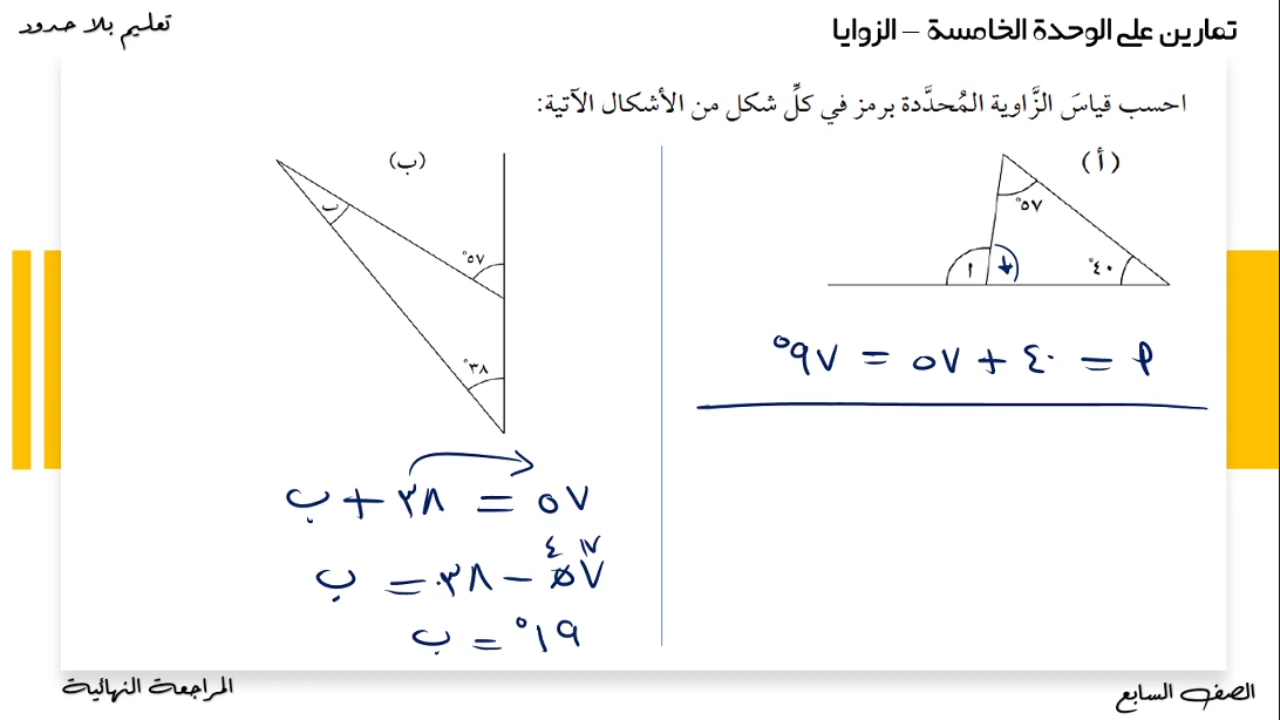 تمارين على الوحدة الخامسة – الزوايا
تعليم بلا حدود
احسب قياسَ الزَّاوية المُحدَّدة برمز في كلِّ شكل من الأشكال الآتية:
(أ)
٥٧°
٤٠°
أ
أ = ٤٠ + ٥٧ = ٩٧°
(ب)
ب
٥٧°
٣٨°
٥٧ = ٣٨ + ب
٤ ١٧
٥٧ – ٣٨ = ب
١٩° = ب
الصف السابع
المراجعة النهائية